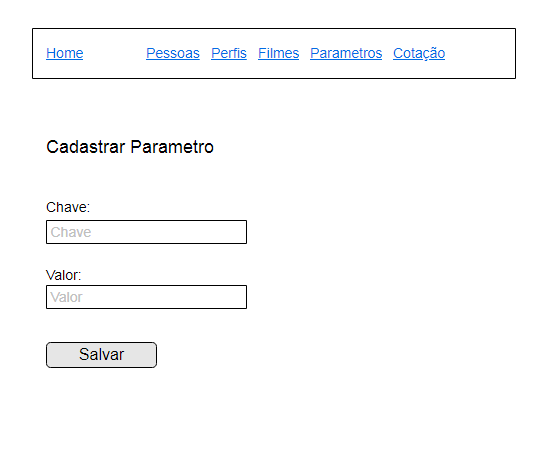 Home Pessoas Perfis Filmes Parametros Cotação
Cadastrar Parametro
Chave:
Chave
Valor:
Valor
Salvar